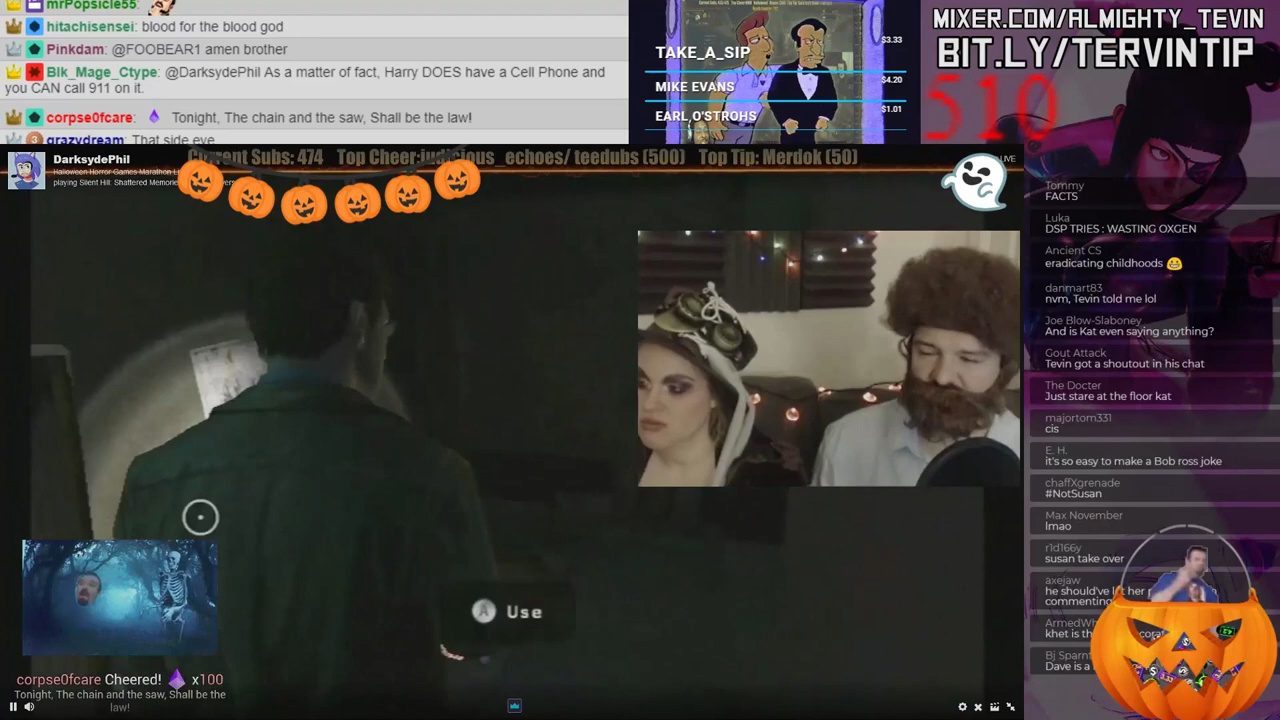 mrPopsicle55:
hitachisensei: blood for the blood god
Pinkdam: @FOOBEAR1 amen brother
Blk_Mage_Ctype: @DarksydePhil As a matter of fact, Harry DOES have a Cell Phone and
you CAN call 911 on it.
corpse0fcare: Tonight, The chain and the saw, Shall be the law!
grazydream: That side eye
TAKE_A_SIP
$3.33
MIKE EVANS
$4.20
EARL,O'STROHS
$1.01
MIXER.COM/ALMIGHTY_TEVIN
BIT.LY/TERVINTIP
510
DarksydePhil
Halloween Horror Games Marathon
playing Silent Hill: Shattered
Current Subs: 474 Top Cheer:judicious_echoes/ teedubs (500) Top Tip: Merdok (50)
LIVE
Tommy
FACTS
Luka
DSP TRIES : WASTING OXGEN
Ancient CS
eradicating childhoods
danmart83
nvm, Tevin told me lol
Joe Blow-Slaboney
And is Kat even saying anything?
Gout Attack
Tevin got a shoutout in his chat
The Docter
Just stare at the floor kat
majortom331
cis
E. H.
it's so easy to make a Bob ross joke
chaffXgrenade
#NotSusan
Max November
lmao
r1d166y
susan take over
axejaw
he should've
her
commenting
khet is
Dave is a
A Use
corpse0fcare Cheered! x100
Tonight, The chain and the saw, Shall be the
law!